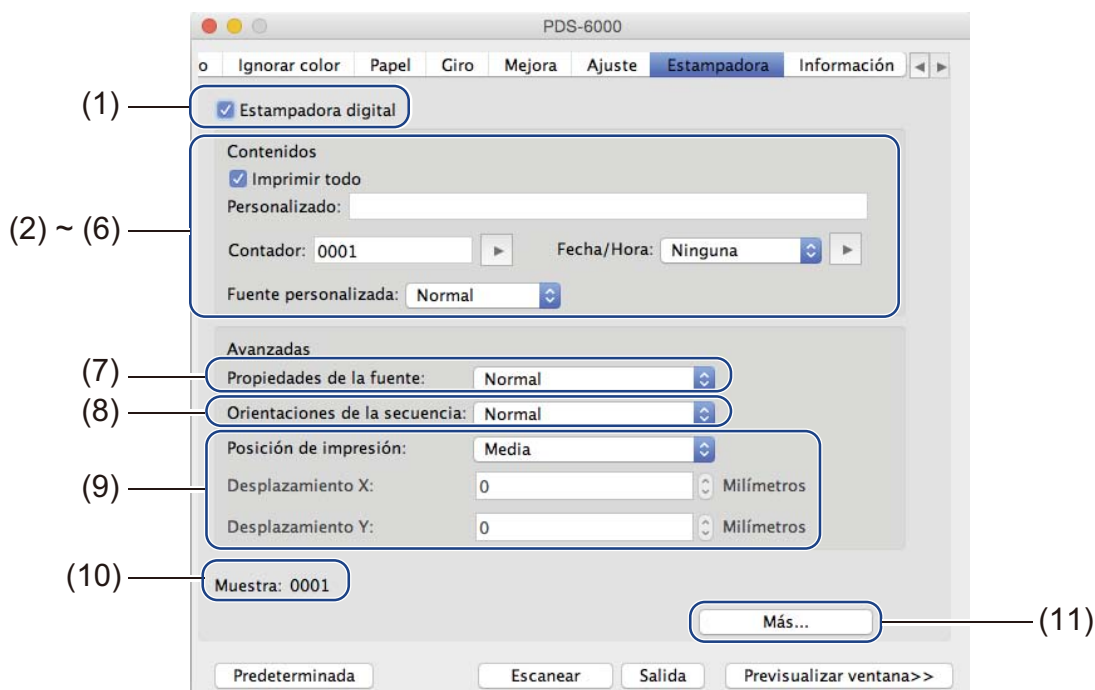 PDS-6000
o Ignorar color Papel Giro Mejora Ajuste Estampadora Información
(1) Estampadora digital
Contenidos
Imprimir todo
(2) ~ (6) Personalizado:
Contador: 0001 Fecha/Hora: Ninguna
Fuente personalizada: Normal
Avanzadas
(7) Propiedades de la fuente: Normal
(8) Orientaciones de la secuencia: Normal
Posición de impresión: Media
(9) Desplazamiento X: 0 Milímetros
Desplazamiento Y: 0 Milímetros
(10) Muestra: 0001
Más... (11)
Predeterminada Escanear Salida Previsualizar ventana>>